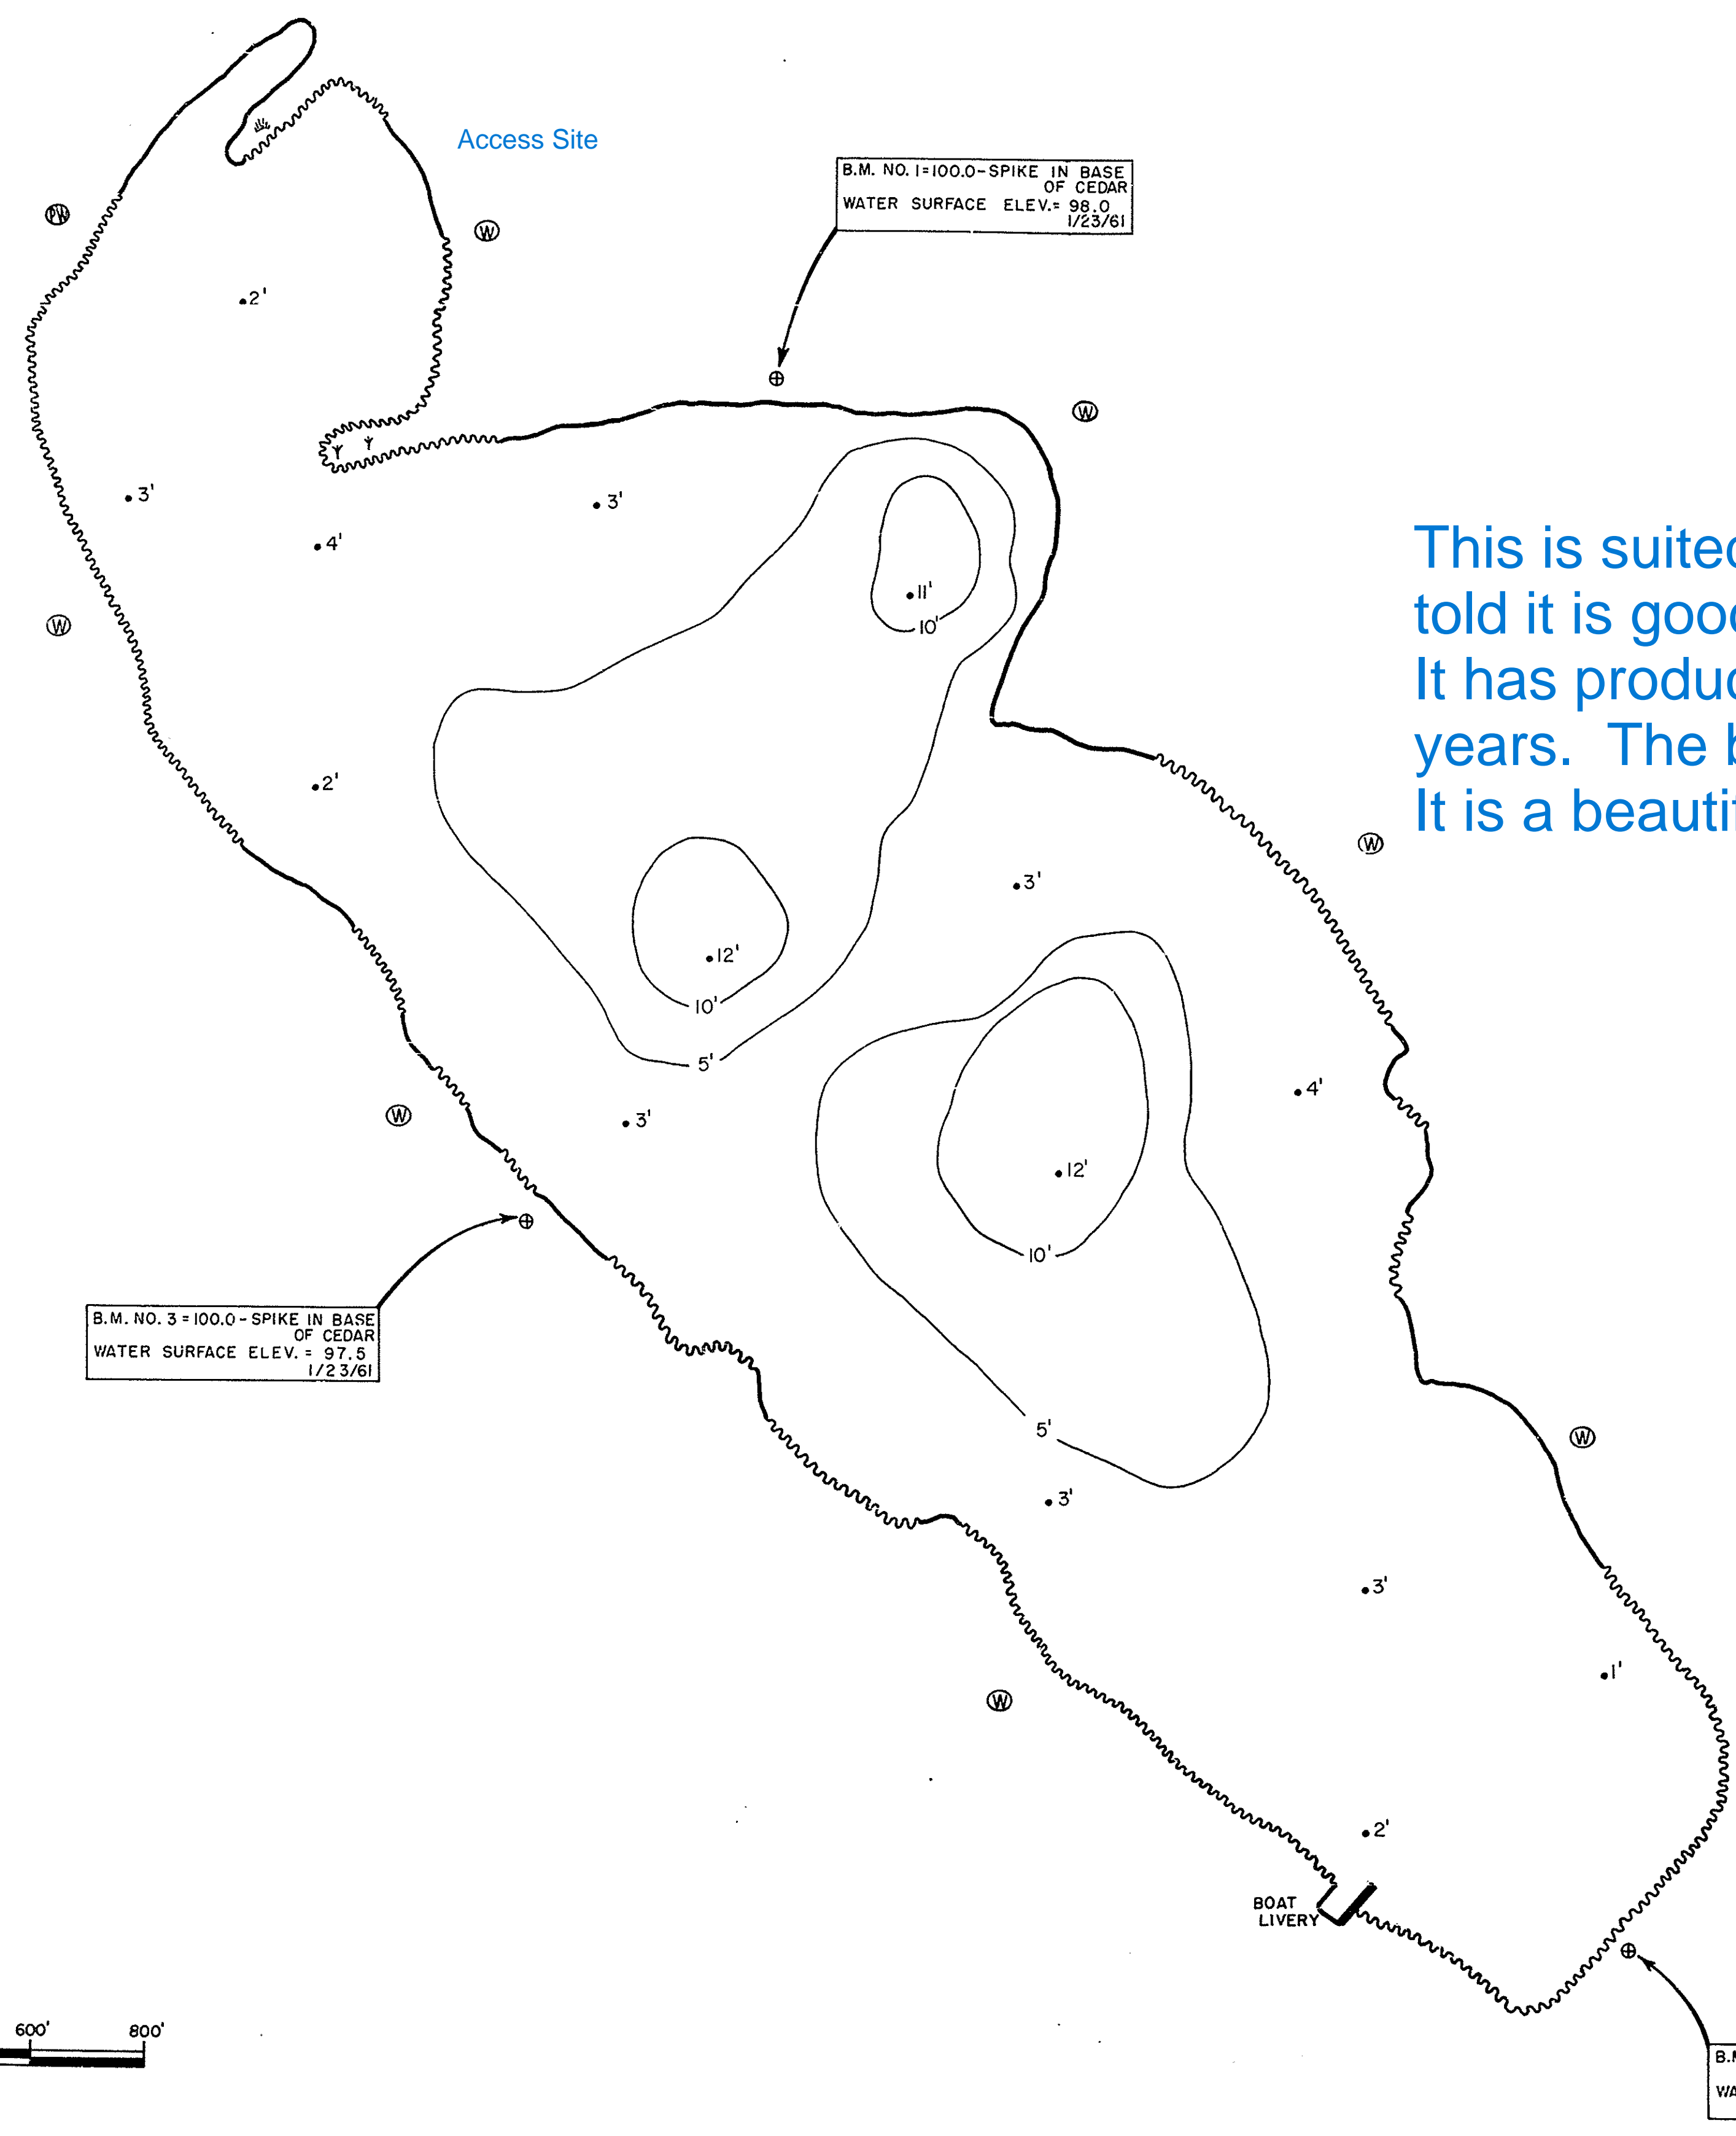 Access Site
B.M. NO. 1=100.0-SPIKE IN BASE
OF CEDAR
WATER SURFACE ELEV.= 98.0
1/23/61
PW
W
2'
W
3'
3'
4'
This is suited
told it is good
It has produc
years. The b
It is a beautif
11'
10'
W
2'
W
3'
12'
10'
5'
4'
W
3'
12'
10'
B.M. NO. 3=100.0-SPIKE IN BASE
OF CEDAR
WATER SURFACE ELEV. = 97.5
1/23/61
5'
W
3'
3'
1'
W
2'
BOAT
LIVERY
600' 800'
B.M
WA